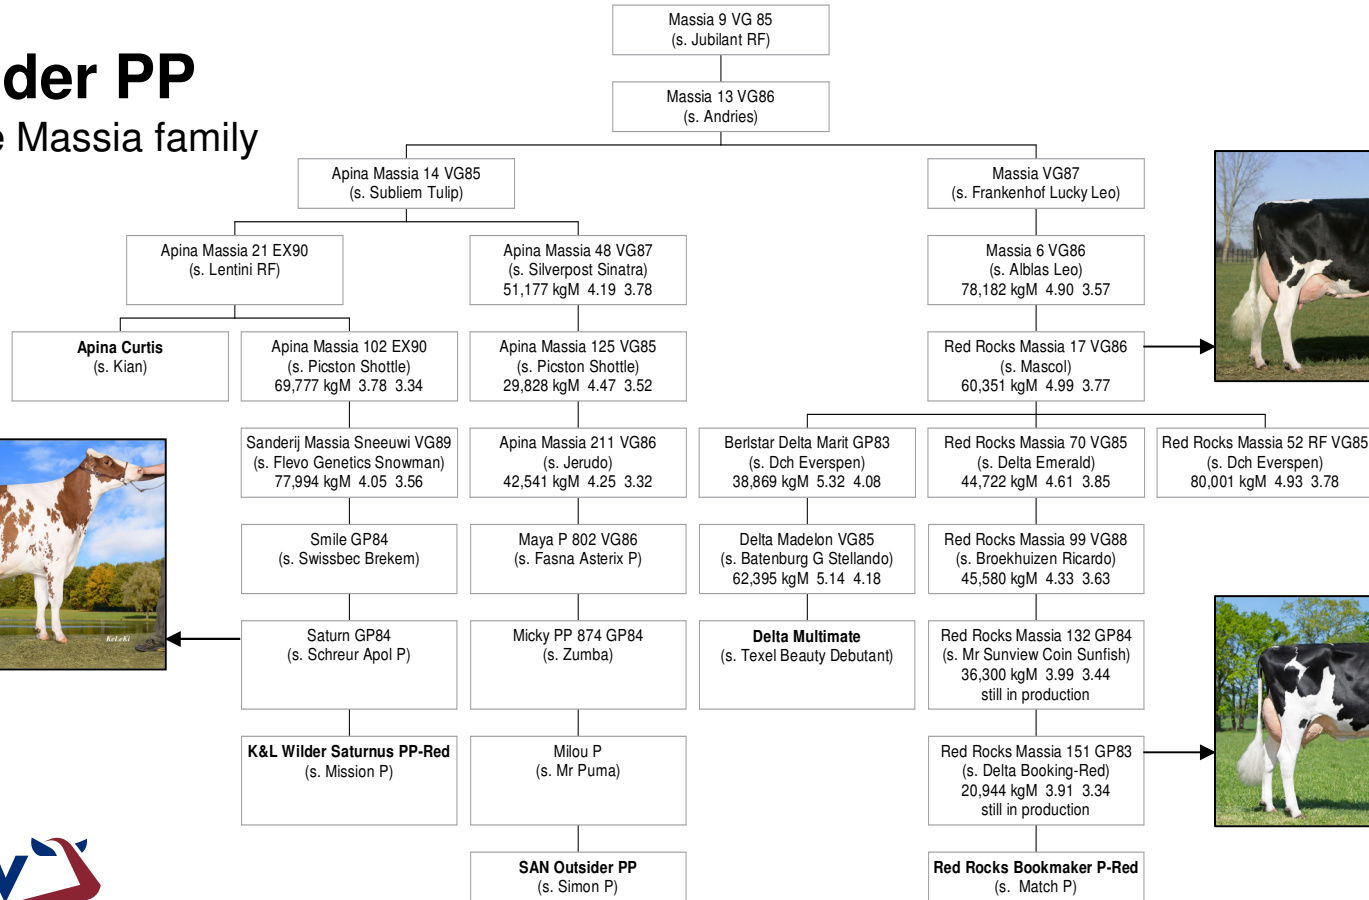 der PP
e Massia family
Massia 9 VG 85
(s. Jubilant RF)
Massia 13 VG86
(s. Andries)
Apina Massia 14 VG85
(s. Subliem Tulip)
Massia VG87
(s. Frankenhof Lucky Leo)
Apina Massia 21 EX90
(s. Lentini RF)
Apina Massia 48 VG87
(s. Silverpost Sinatra)
51,177 kgM 4.19 3.78
Massia 6 VG86
(s. Alblas Leo)
78,182 kgM 4.90 3.57
Apina Curtis
(s. Kian)
Apina Massia 102 EX90
(s. Picston Shottle)
69,777 kgM 3.78 3.34
Apina Massia 125 VG85
(s. Picston Shottle)
29,828 kgM 4.47 3.52
Red Rocks Massia 17 VG86
(s. Mascol)
60,351 kgM 4.99 3.77
Sanderij Massia Sneeuwi VG89
(s. Flevo Genetics Snowman)
77,994 kgM 4.05 3.56
Apina Massia 211 VG86
(s. Jerudo)
42,541 kgM 4.25 3.32
Berlstar Delta Marit GP83
(s. Dch Everspen)
38,869 kgM 5.32 4.08
Red Rocks Massia 70 VG85
(s. Delta Emerald)
44,722 kgM 4.61 3.85
Red Rocks Massia 52 RF VG85
(s. Dch Everspen)
80,001 kgM 4.93 3.78
Smile GP84
(s. Swissbec Brekem)
Maya P 802 VG86
(s. Fasna Asterix P)
Delta Madelon VG85
(s. Batenburg G Stellando)
62,395 kgM 5.14 4.18
Red Rocks Massia 99 VG88
(s. Broekhuizen Ricardo)
45,580 kgM 4.33 3.63
KeLeKi
Saturn GP84
(s. Schreur Apol P)
Micky PP 874 GP84
(s. Zumba)
Delta Multimate
(s. Texel Beauty Debutant)
Red Rocks Massia 132 GP84
(s. Mr Sunview Coin Sunfish)
36,300 kgM 3.99 3.44
still in production
K&L Wilder Saturnus PP-Red
(s. Mission P)
Milou P
(s. Mr Puma)
Red Rocks Massia 151 GP83
(s. Delta Booking-Red)
20,944 kgM 3.91 3.34
still in production
SAN Outsider PP
(s. Simon P)
Red Rocks Bookmaker P-Red
(s. Match P)